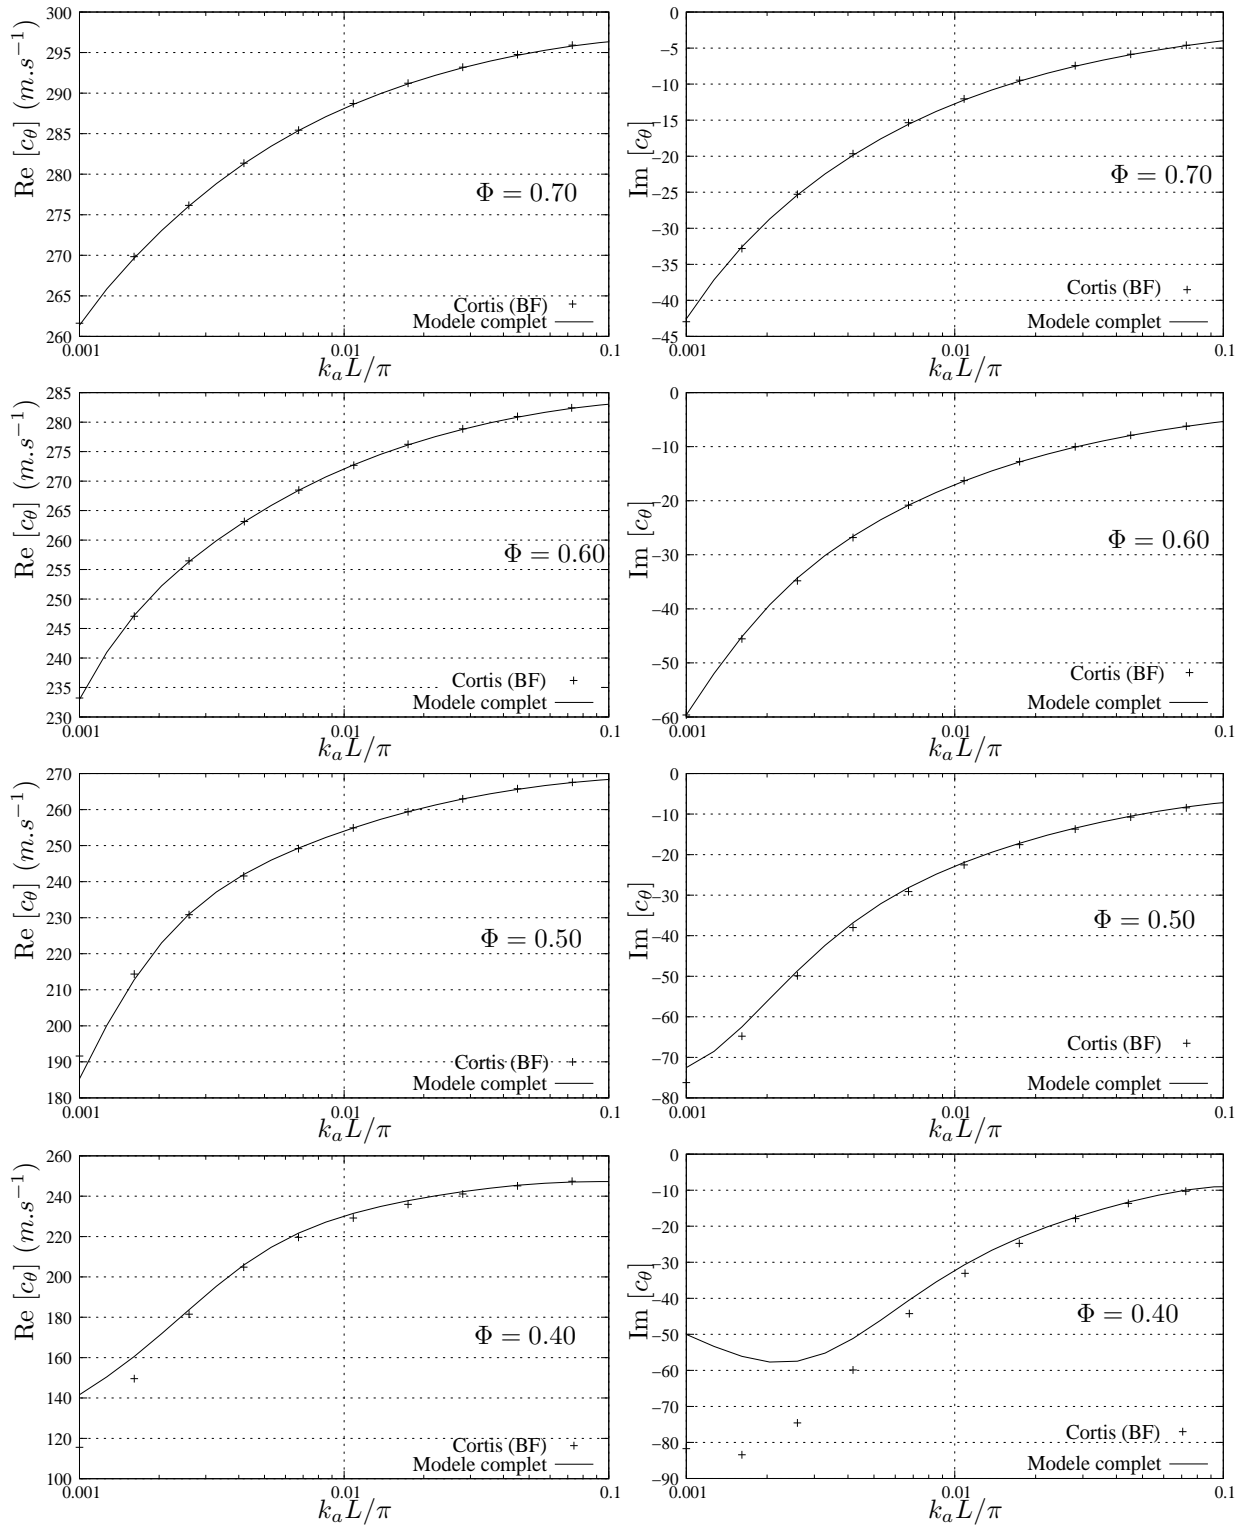 Re [cθ] (m.s⁻¹)
300
295
290
285
280
275
270
265
260
Φ = 0.70
Cortis (BF)
Modele complet
0.001 0.01 0.1
kₐL/π
Im [cθ]
0
−5
−10
−15
−20
−25
−30
−35
−40
−45
Φ = 0.70
Cortis (BF)
Modele complet
0.001 0.01 0.1
kₐL/π
Re [cθ] (m.s⁻¹)
285
280
275
270
265
260
255
250
245
240
235
230
Φ = 0.60
Cortis (BF)
Modele complet
0.001 0.01 0.1
kₐL/π
Im [cθ]
0
−10
−20
−30
−40
−50
−60
Φ = 0.60
Cortis (BF)
Modele complet
0.001 0.01 0.1
kₐL/π
Re [cθ] (m.s⁻¹)
270
260
250
240
230
220
210
200
190
180
Φ = 0.50
Cortis (BF)
Modele complet
0.001 0.01 0.1
kₐL/π
Im [cθ]
0
−10
−20
−30
−40
−50
−60
−70
−80
Φ = 0.50
Cortis (BF)
Modele complet
0.001 0.01 0.1
kₐL/π
Re [cθ] (m.s⁻¹)
260
240
220
200
180
160
140
120
100
Φ = 0.40
Cortis (BF)
Modele complet
0.001 0.01 0.1
kₐL/π
Im [cθ]
0
−10
−20
−30
−40
−50
−60
−70
−80
−90
Φ = 0.40
Cortis (BF)
Modele complet
0.001 0.01 0.1
kₐL/π